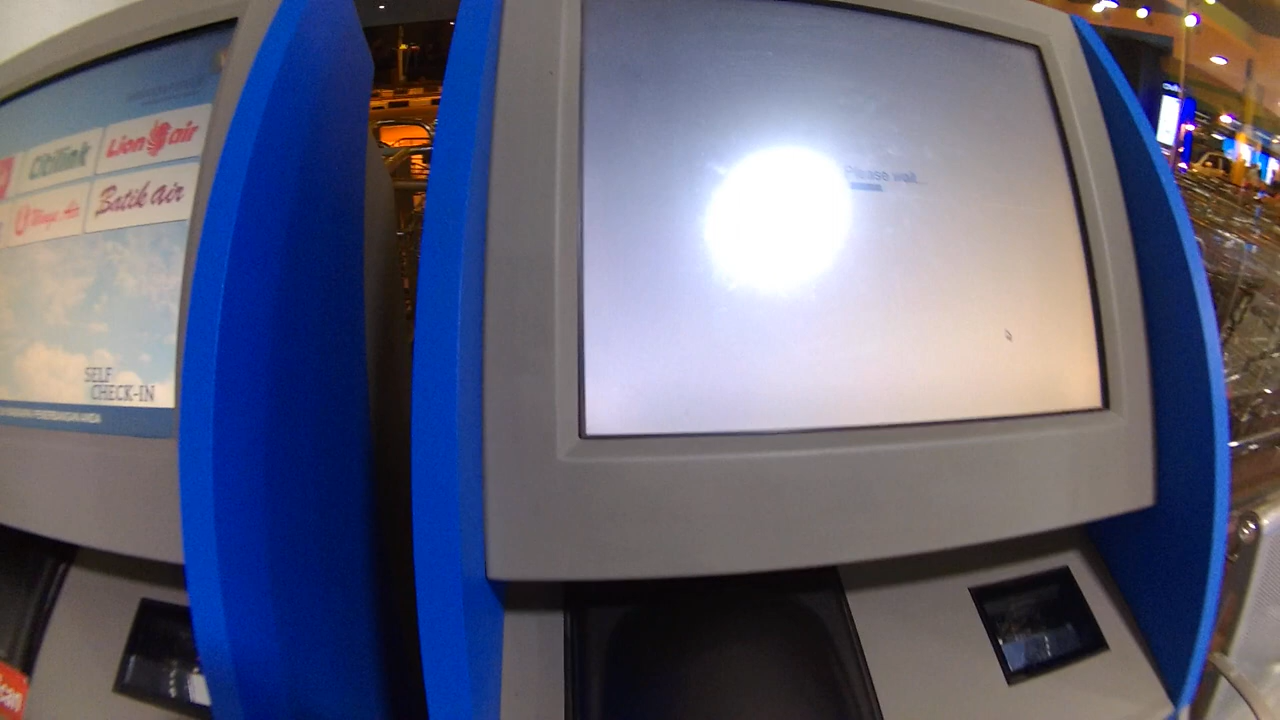 Citilink
Lion air
Wings Air
Batik Air
SELF
CHECK-IN
Please wait...